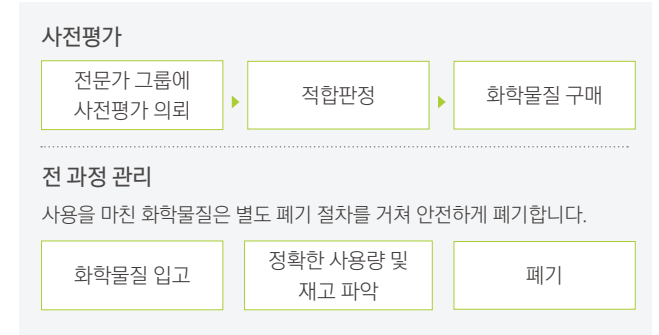 사전평가
전문가 그룹에
사전평가 의뢰
적합판정
화학물질 구매
전 과정 관리
사용을 마친 화학물질은 별도 폐기 절차를 거쳐 안전하게 폐기합니다.
화학물질 입고
정확한 사용량 및
재고 파악
폐기